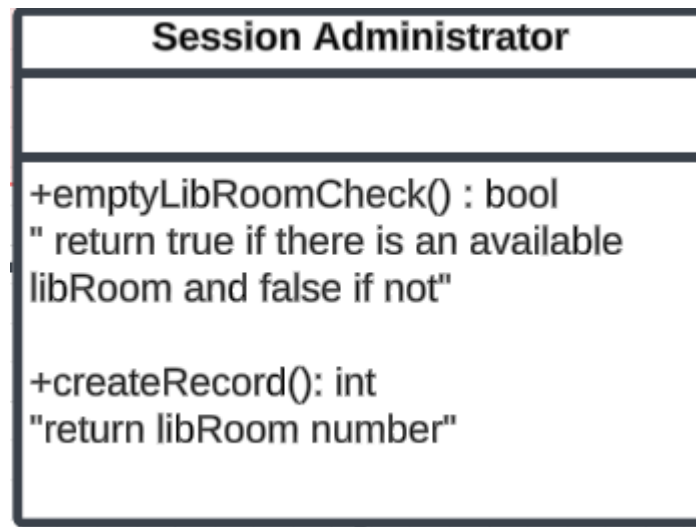 Session Administrator
+emptyLibRoomCheck() : bool
" return true if there is an available
libRoom and false if not"
+createRecord(): int
"return libRoom number"